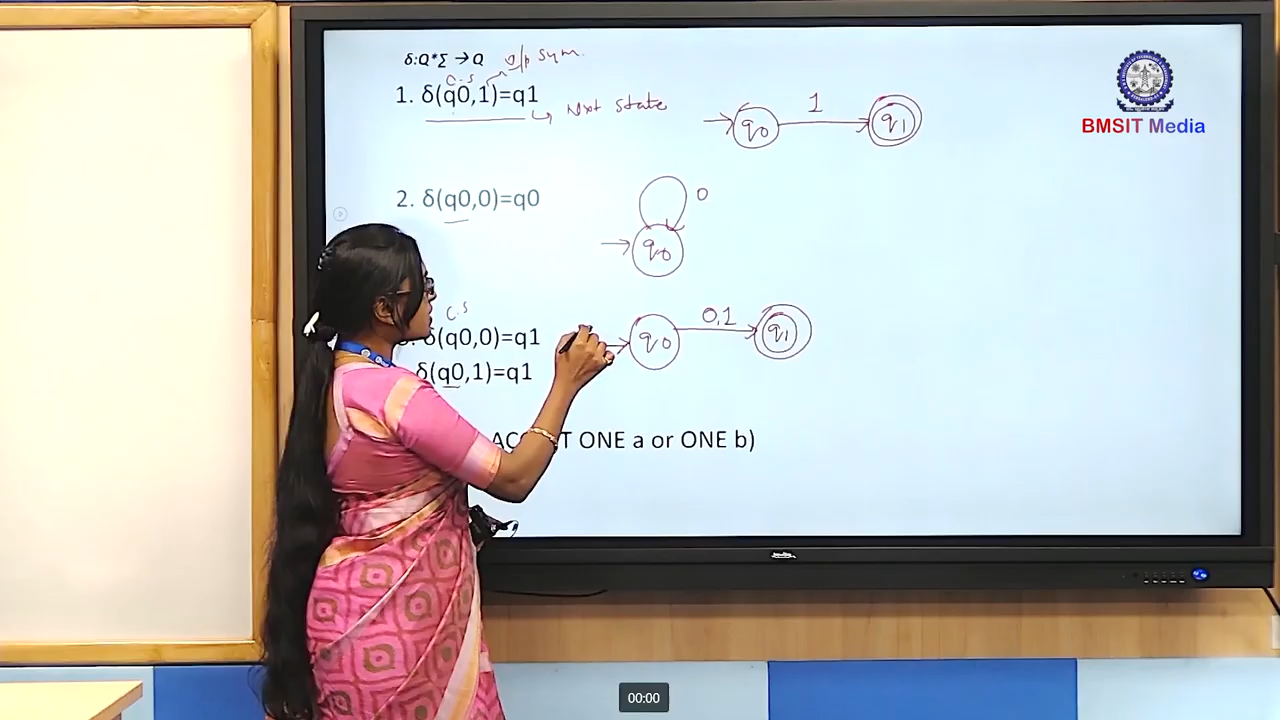 δ:Q*Σ → Q i/p Sym.
C.S
1. δ(q0,1)=q1
Next state
q0 1 q1
BMSIT Media
2. δ(q0,0)=q0
0
q0
C.S
δ(q0,0)=q1
q0 0,1 q1
δ(q0,1)=q1
T ONE a or ONE b)
00:00